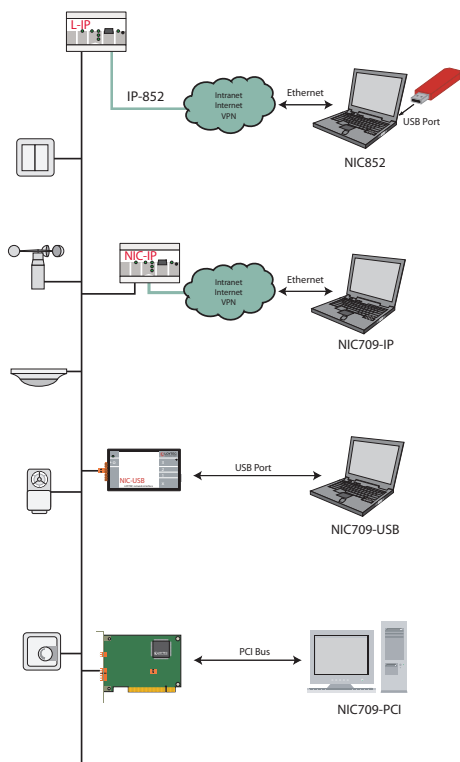 L-IP
IP-852
Intranet
Internet
VPN
Ethernet
USB Port
NIC852
NIC-IP
Intranet
Internet
VPN
Ethernet
NIC709-IP
NIC-USB
USB Port
NIC709-USB
PCI Bus
NIC709-PCI